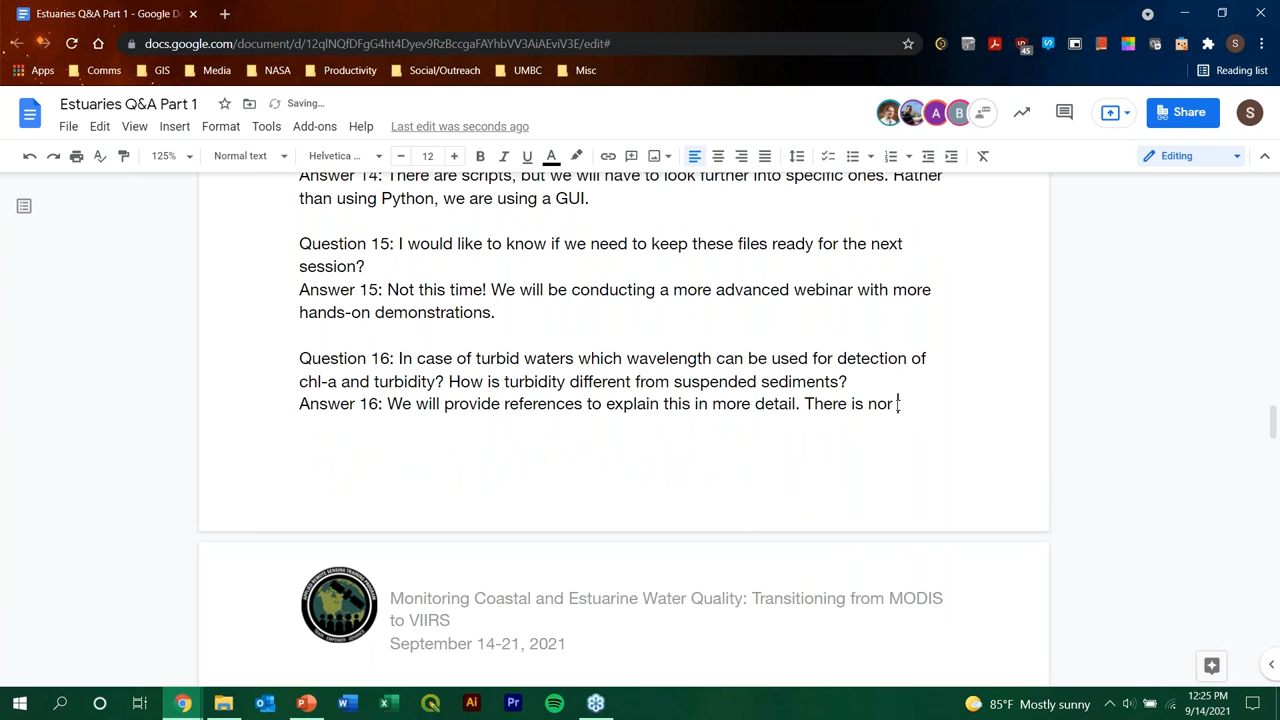 Estuaries Q&A Part 1 - Google D
docs.google.com/document/d/12qlNQfDFgG4ht4Dyev9RzBccgaFAYhbVV3AiAEviV3E/edit#
45
S
Apps Comms GIS Media NASA Productivity Social/Outreach UMBC Misc Reading list
Estuaries Q&A Part 1 Saving...
A B Share S
File Edit View Insert Format Tools Add-ons Help Last edit was seconds ago
125% Normal text Helvetica ... 12 B I U A Editing
Answer 14: There are scripts, but we will have to look further into specific ones. Rather
than using Python, we are using a GUI.
Question 15: I would like to know if we need to keep these files ready for the next
session?
Answer 15: Not this time! We will be conducting a more advanced webinar with more
hands-on demonstrations.
Question 16: In case of turbid waters which wavelength can be used for detection of
chl-a and turbidity? How is turbidity different from suspended sediments?
Answer 16: We will provide references to explain this in more detail. There is nor
APPLIED REMOTE SENSING TRAINING PROGRAM
Monitoring Coastal and Estuarine Water Quality: Transitioning from MODIS
to VIIRS
September 14-21, 2021
85°F Mostly sunny
12:25 PM
9/14/2021